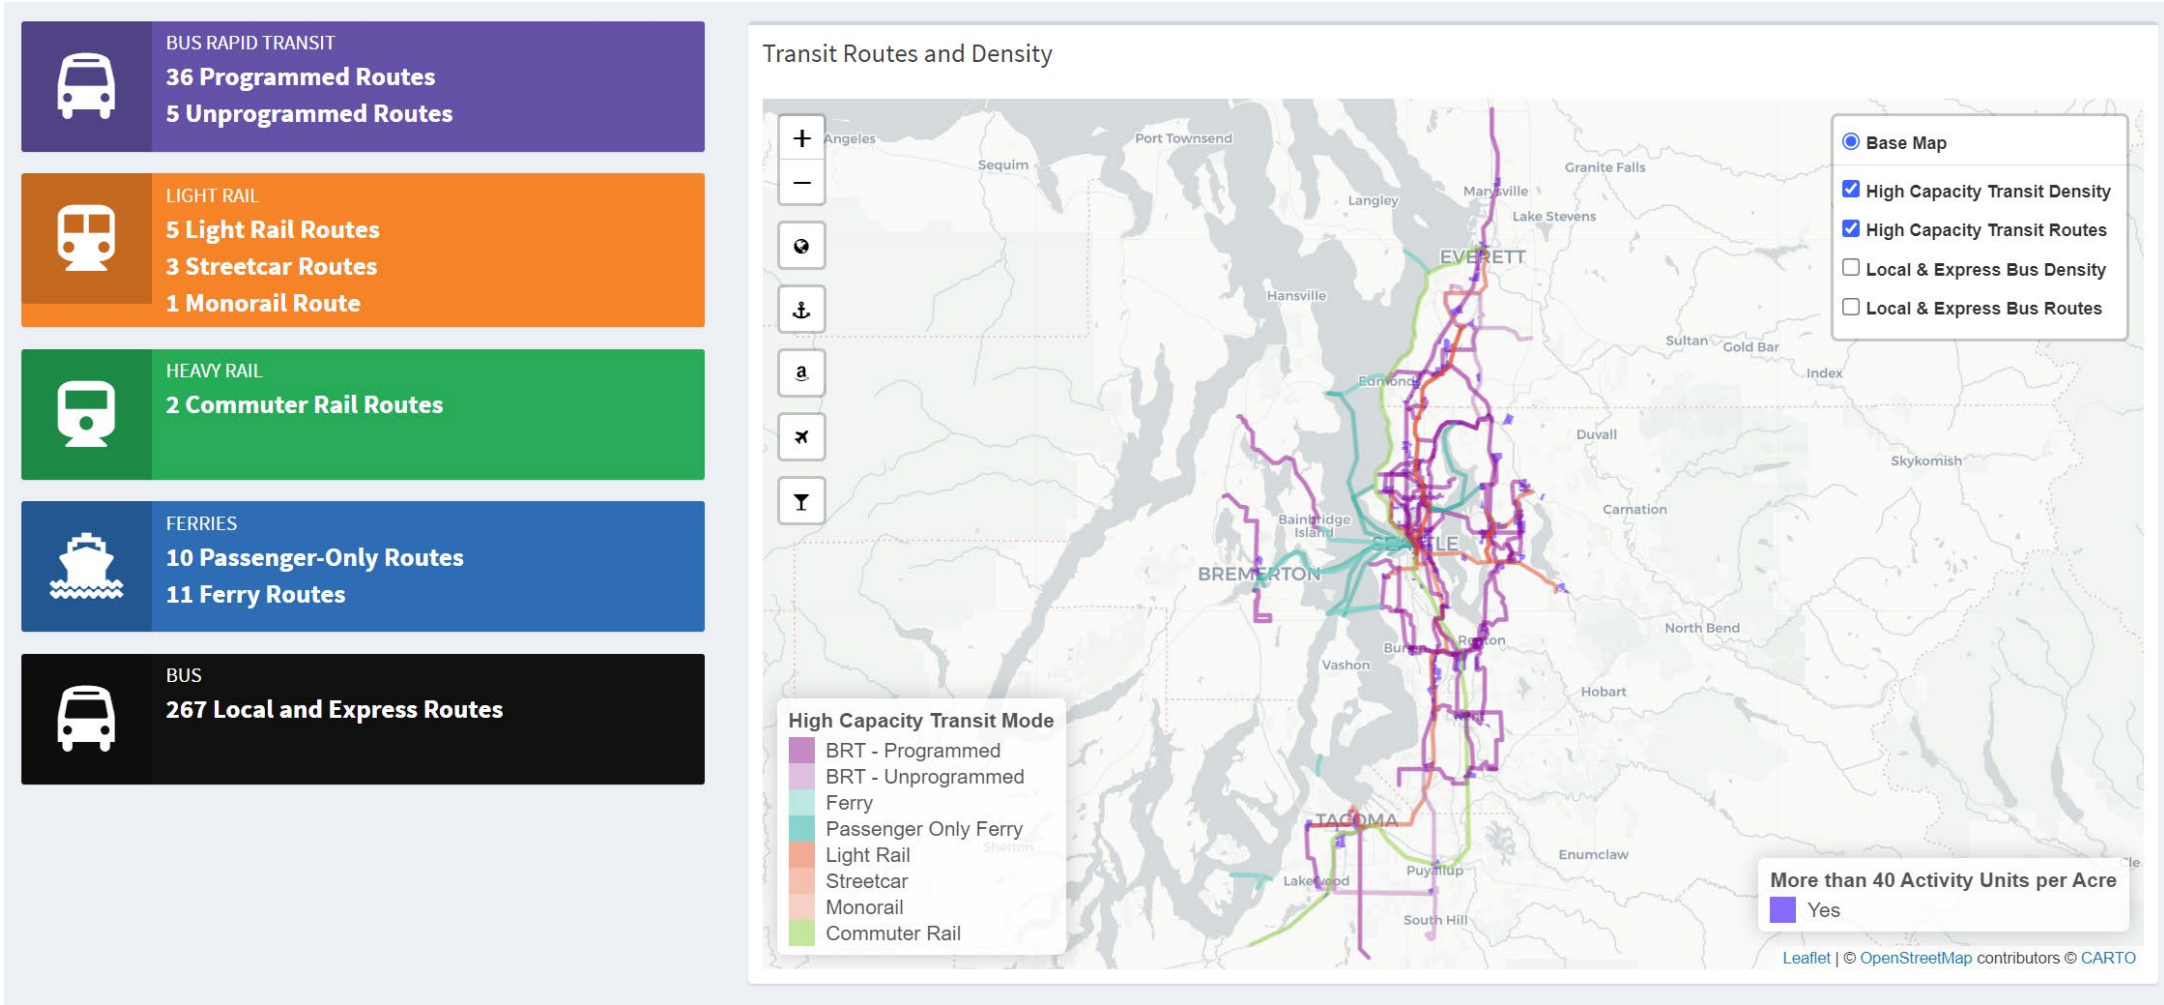 BUS RAPID TRANSIT
36 Programmed Routes
5 Unprogrammed Routes
LIGHT RAIL
5 Light Rail Routes
3 Streetcar Routes
1 Monorail Route
HEAVY RAIL
2 Commuter Rail Routes
FERRIES
10 Passenger-Only Routes
11 Ferry Routes
BUS
267 Local and Express Routes
Transit Routes and Density
+
−
a
Angeles
Port Townsend
Sequim
Granite Falls
Marysville
Langley
Lake Stevens
EVERETT
Hansville
Sultan
Gold Bar
Index
Edmonds
Duvall
Skykomish
Carnation
Bainbridge
Island
SEATTLE
BREMERTON
North Bend
Renton
Vashon
Hobart
Kent
TACOMA
Shelton
Enumclaw
Puyallup
Lakewood
South Hill
Base Map
High Capacity Transit Density
High Capacity Transit Routes
Local & Express Bus Density
Local & Express Bus Routes
High Capacity Transit Mode
BRT - Programmed
BRT - Unprogrammed
Ferry
Passenger Only Ferry
Light Rail
Streetcar
Monorail
Commuter Rail
More than 40 Activity Units per Acre
Yes
Leaflet | © OpenStreetMap contributors © CARTO